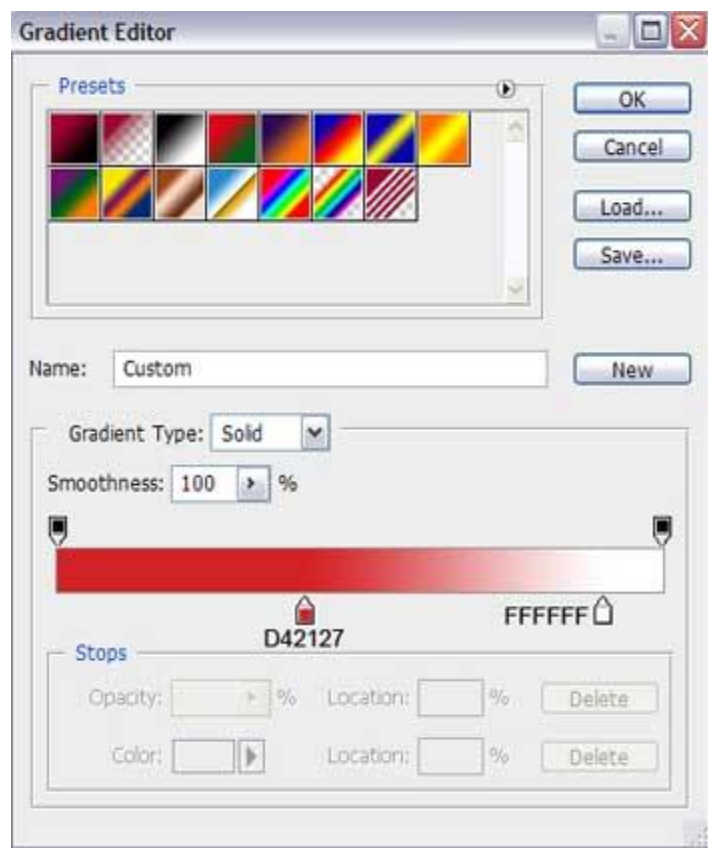 Gradient Editor
Presets
OK
Cancel
Load...
Save...
Name: Custom
New
Gradient Type: Solid
Smoothness: 100 %
D42127
FFFFFF
Stops
Opacity: % Location: % Delete
Color: Location: % Delete